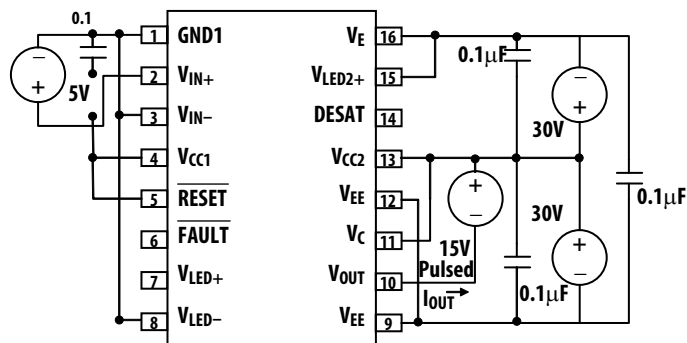 0.1
5V
1 GND1
2 VIN+
3 VIN-
4 VCC1
5 RESET
6 FAULT
7 VLED+
8 VLED–
VE 16
VLED2+ 15
DESAT 14
VCC2 13
VEE 12
VC 11
VOUT 10
VEE 9
15V
Pulsed
IOUT
0.1μF
30V
30V
0.1μF
0.1μF
− +
+ −
− +
+ −